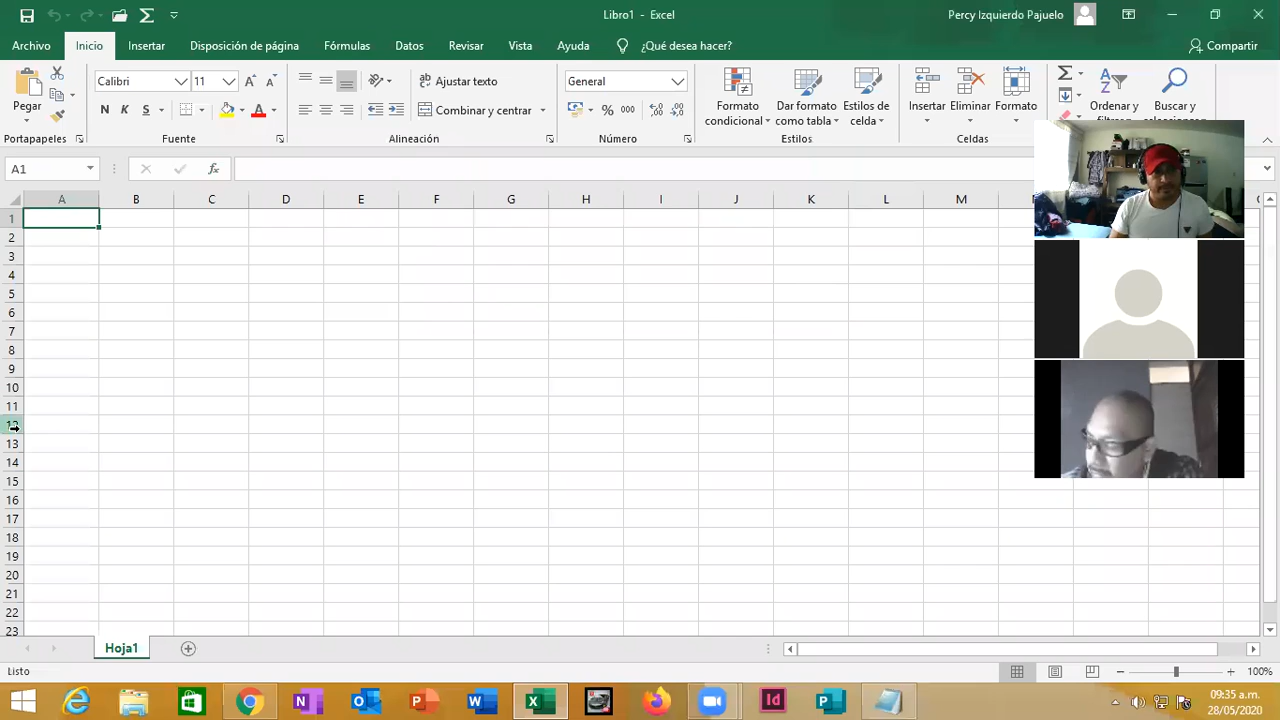 Libro1 - Excel
Percy Izquierdo Pajuelo
Archivo Inicio Insertar Disposición de página Fórmulas Datos Revisar Vista Ayuda ¿Qué desea hacer? Compartir
Pegar
Calibri 11
N K S
Ajustar texto
Combinar y centrar
General
% 000
Formato condicional
Dar formato como tabla
Estilos de celda
Insertar Eliminar Formato
Ordenar y
Buscar y
Portapapeles Fuente Alineación Número Estilos Celdas
A1 fx
A B C D E F G H I J K L M
1
2
3
4
5
6
7
8
9
10
11
12
13
14
15
16
17
18
19
20
21
22
23
Hoja1
Listo 100%
09:35 a.m.
28/05/2020